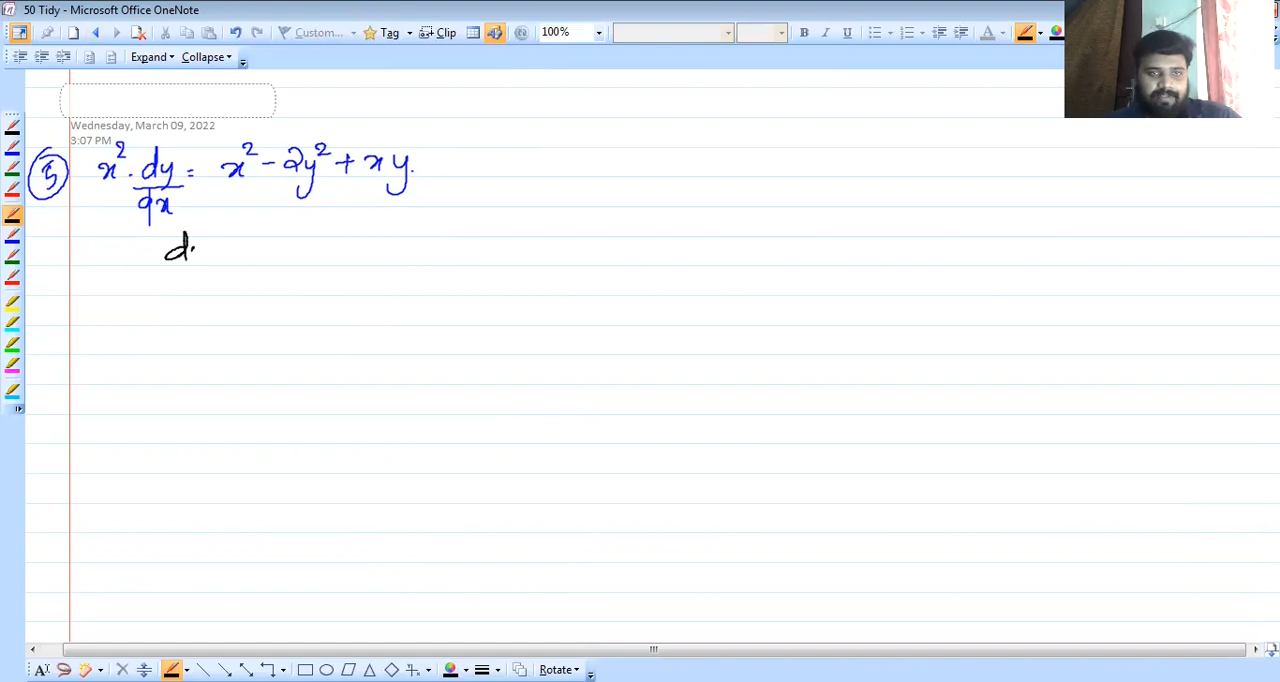 50 Tidy - Microsoft Office OneNote
Custom... Tag Clip 100% B I U A
Expand Collapse
Wednesday, March 09, 2022
3:07 PM
⑤ x² · dy/dx = x² - 2y² + xy.
d
A Rotate